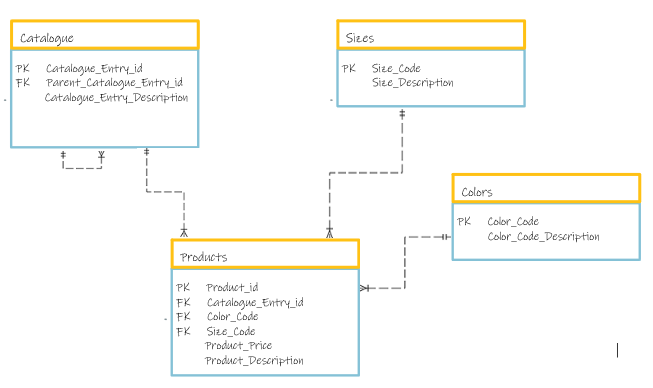 Catalogue
PK Catalogue_Entry_id
FK Parent_Catalogue_Entry_id
Catalogue_Entry_Description
Sizes
PK Size_Code
Size_Description
Colors
PK Color_Code
Color_Code_Description
Products
PK Product_id
FK Catalogue_Entry_id
FK Color_Code
FK Size_Code
Product_Price
Product_Description